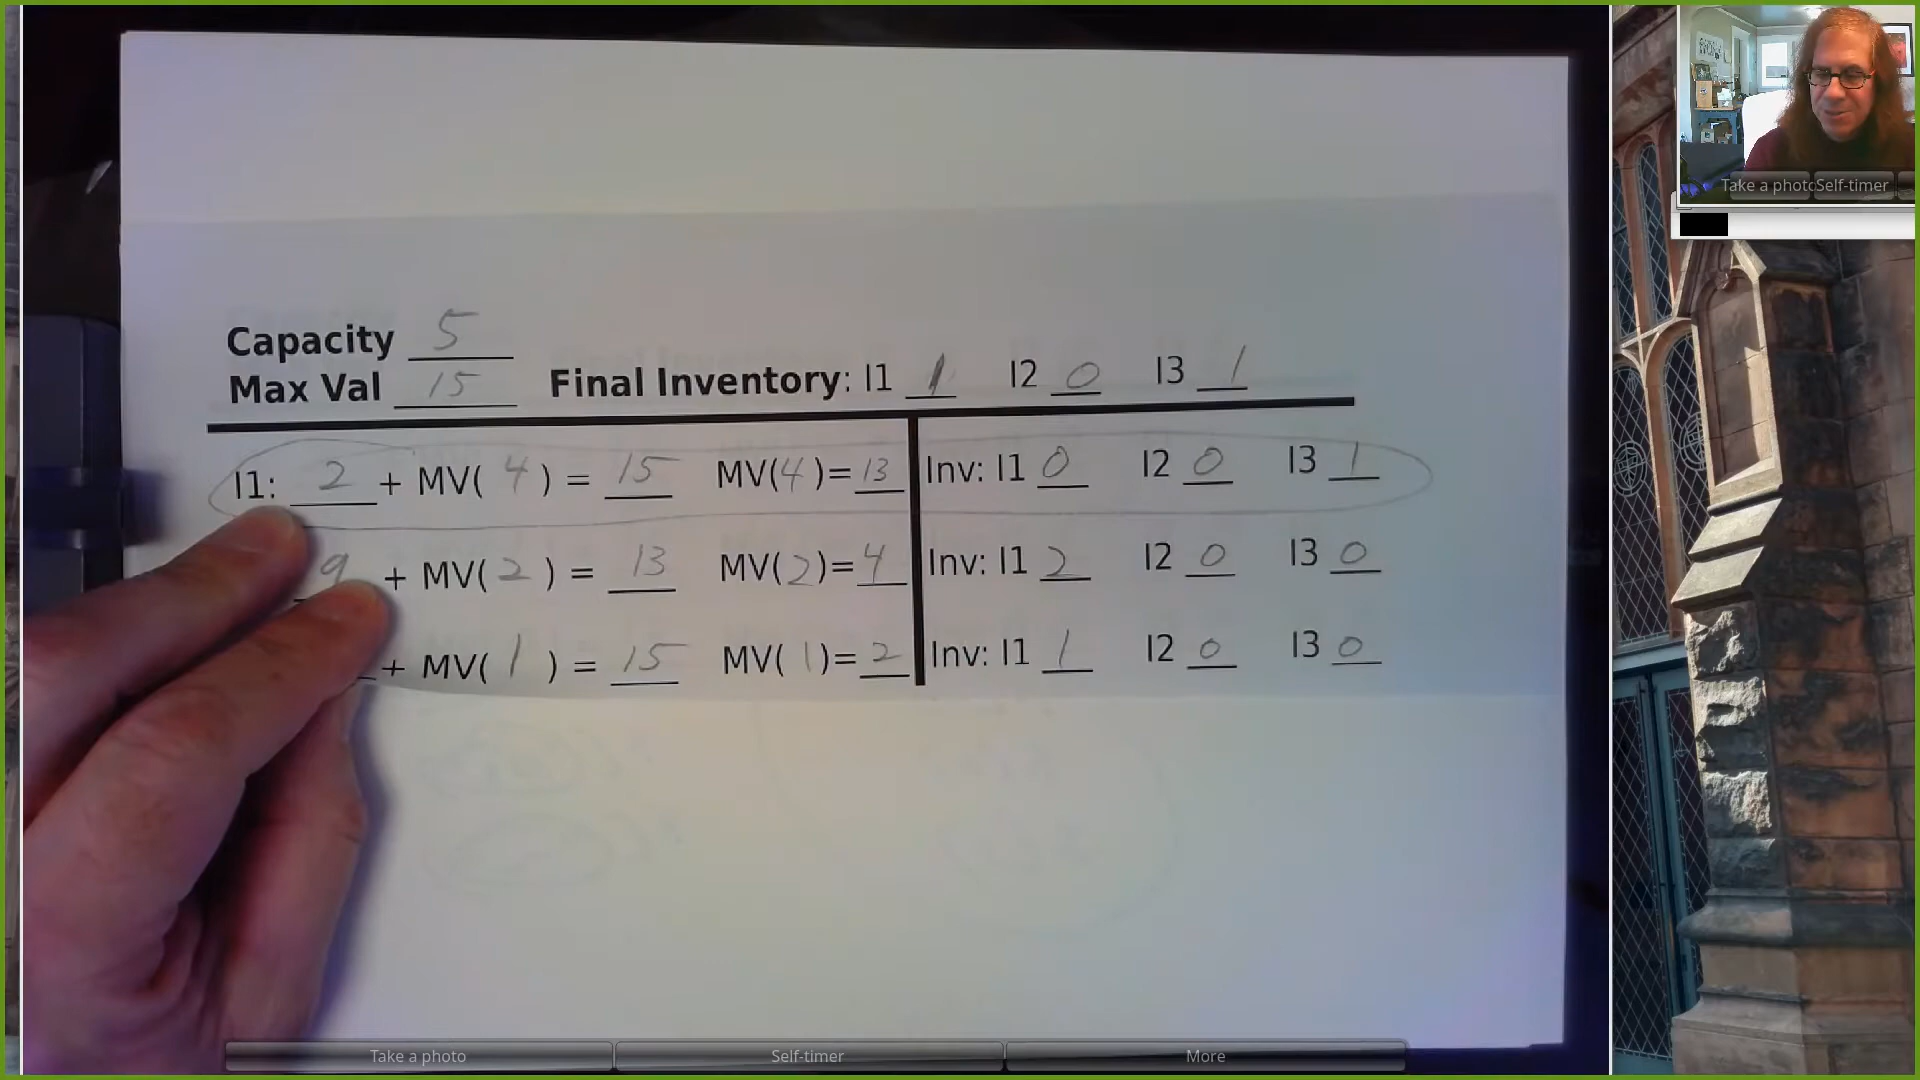 Capacity 5
Max Val 15 Final Inventory: I1 1 I2 0 I3 1
I1: 2 + MV( 4 ) = 15 MV(4)=13 Inv: I1 0 I2 0 I3 1
9 + MV( 2 ) = 13 MV(2)=4 Inv: I1 2 I2 0 I3 0
+ MV( 1 ) = 15 MV( 1)=2 Inv: I1 1 I2 0 I3 0
Take a photo Self-timer More
Take a photo Self-timer